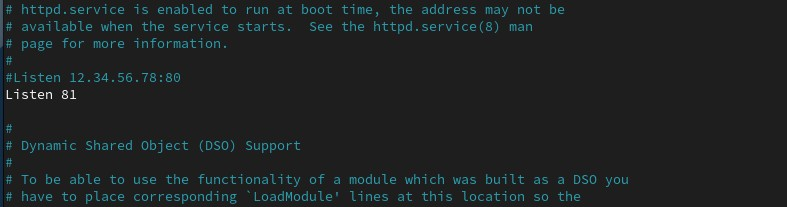 # httpd.service is enabled to run at boot time, the address may not be
# available when the service starts.  See the httpd.service(8) man
# page for more information.
#
#Listen 12.34.56.78:80
Listen 81
#
# Dynamic Shared Object (DSO) Support
#
# To be able to use the functionality of a module which was built as a DSO you
# have to place corresponding `LoadModule' lines at this location so the